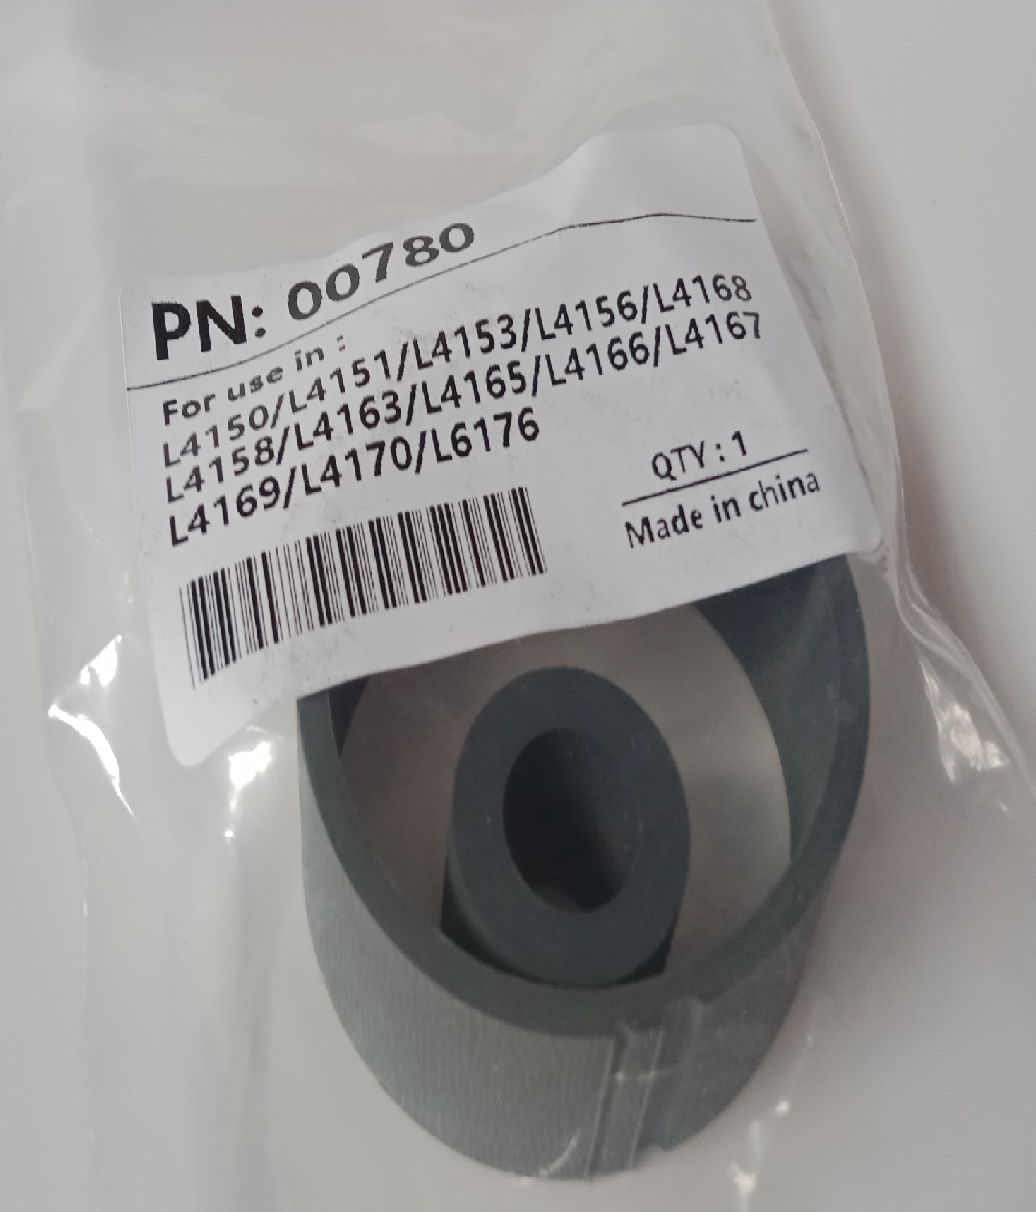 PN: 00780
For use in :
L4150/L4151/L4153/L4156/L4168
L4158/L4163/L4165/L4166/L4167
L4169/L4170/L6176
QTY : 1
Made in china